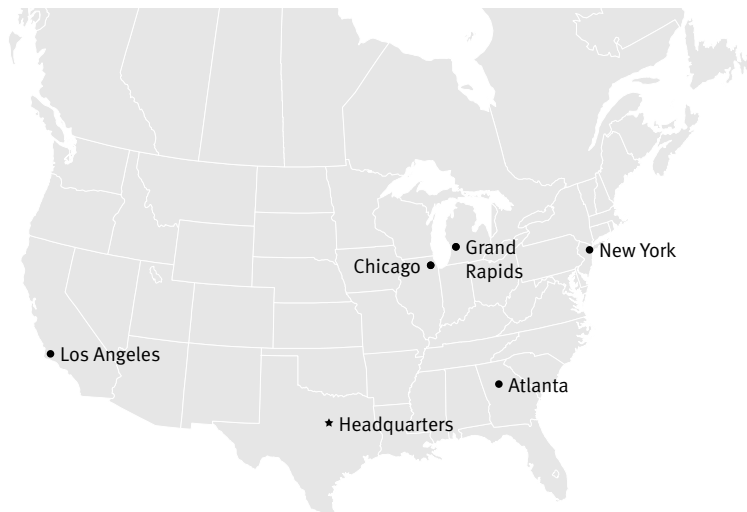 Grand
Rapids
New York
Chicago
Los Angeles
Atlanta
Headquarters